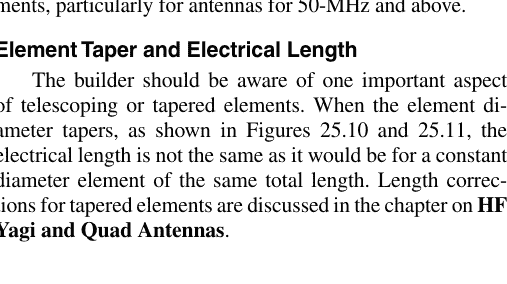 ments, particularly for antennas for 50-MHz and above.
Element Taper and Electrical Length
The builder should be aware of one important aspect
of telescoping or tapered elements. When the element di-
ameter tapers, as shown in Figures 25.10 and 25.11, the
electrical length is not the same as it would be for a constant
diameter element of the same total length. Length correc-
tions for tapered elements are discussed in the chapter on HF
Yagi and Quad Antennas.